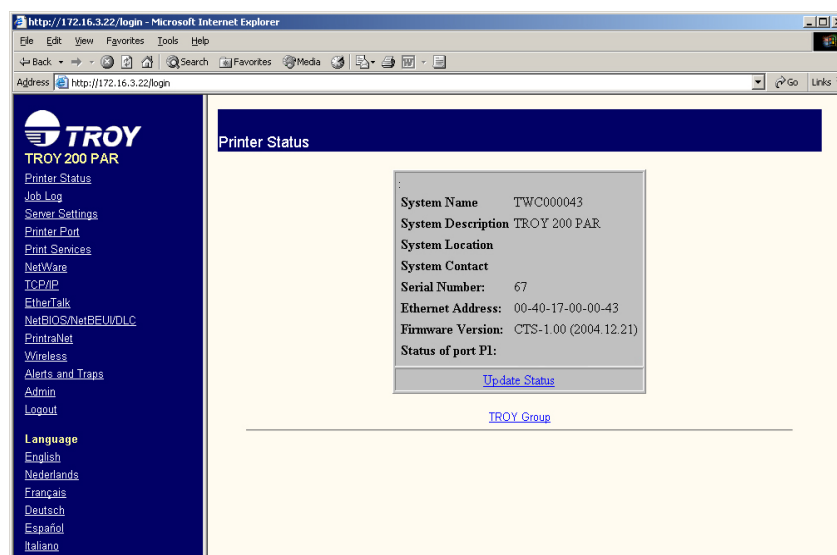 http://172.16.3.22/login - Microsoft Internet Explorer
File Edit View Favorites Tools Help
Back Search Favorites Media
Address http://172.16.3.22/login Go Links
TROY
TROY 200 PAR
Printer Status
Job Log
Server Settings
Printer Port
Print Services
NetWare
TCP/IP
EtherTalk
NetBIOS/NetBEUI/DLC
PrintraNet
Wireless
Alerts and Traps
Admin
Logout
Language
English
Nederlands
Français
Deutsch
Español
Italiano
Printer Status
:
System Name TWC000043
System Description TROY 200 PAR
System Location
System Contact
Serial Number: 67
Ethernet Address: 00-40-17-00-00-43
Firmware Version: CTS-1.00 (2004.12.21)
Status of port P1:
Update Status
TROY Group